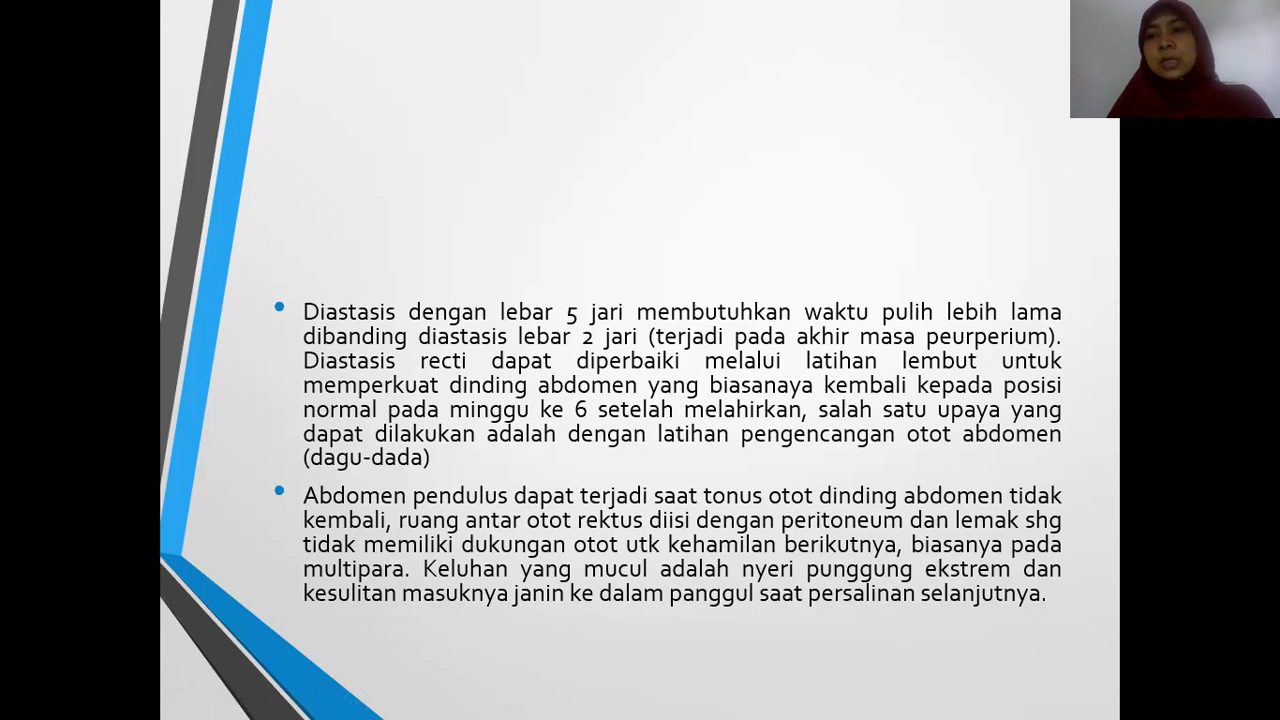 Diastasis dengan lebar 5 jari membutuhkan waktu pulih lebih lama
dibanding diastasis lebar 2 jari (terjadi pada akhir masa peurperium).
Diastasis recti dapat diperbaiki melalui latihan lembut untuk
memperkuat dinding abdomen yang biasanaya kembali kepada posisi
normal pada minggu ke 6 setelah melahirkan, salah satu upaya yang
dapat dilakukan adalah dengan latihan pengencangan otot abdomen
(dagu-dada)
Abdomen pendulus dapat terjadi saat tonus otot dinding abdomen tidak
kembali, ruang antar otot rektus diisi dengan peritoneum dan lemak shg
tidak memiliki dukungan otot utk kehamilan berikutnya, biasanya pada
multipara. Keluhan yang mucul adalah nyeri punggung ekstrem dan
kesulitan masuknya janin ke dalam panggul saat persalinan selanjutnya.